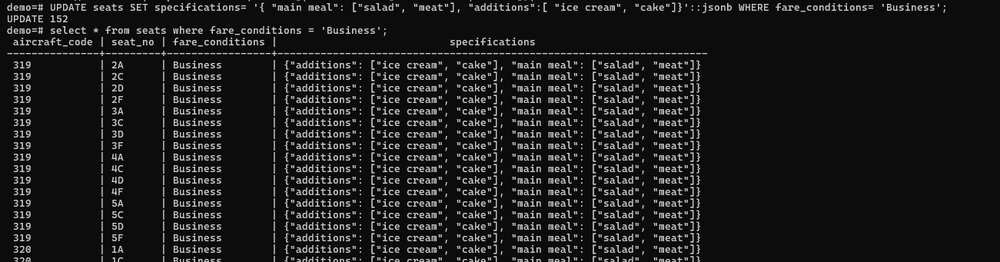 demo=# UPDATE seats SET specifications= '{ "main meal": ["salad", "meat"], "additions":[ "ice cream", "cake"]}'::jsonb WHERE fare_conditions= 'Business';
UPDATE 152
demo=# select * from seats where fare_conditions = 'Business';
 aircraft_code | seat_no | fare_conditions |                            specifications
---------------+---------+-----------------+----------------------------------------------------------------------
 319           | 2A      | Business        | {"additions": ["ice cream", "cake"], "main meal": ["salad", "meat"]}
 319           | 2C      | Business        | {"additions": ["ice cream", "cake"], "main meal": ["salad", "meat"]}
 319           | 2D      | Business        | {"additions": ["ice cream", "cake"], "main meal": ["salad", "meat"]}
 319           | 2F      | Business        | {"additions": ["ice cream", "cake"], "main meal": ["salad", "meat"]}
 319           | 3A      | Business        | {"additions": ["ice cream", "cake"], "main meal": ["salad", "meat"]}
 319           | 3C      | Business        | {"additions": ["ice cream", "cake"], "main meal": ["salad", "meat"]}
 319           | 3D      | Business        | {"additions": ["ice cream", "cake"], "main meal": ["salad", "meat"]}
 319           | 3F      | Business        | {"additions": ["ice cream", "cake"], "main meal": ["salad", "meat"]}
 319           | 4A      | Business        | {"additions": ["ice cream", "cake"], "main meal": ["salad", "meat"]}
 319           | 4C      | Business        | {"additions": ["ice cream", "cake"], "main meal": ["salad", "meat"]}
 319           | 4D      | Business        | {"additions": ["ice cream", "cake"], "main meal": ["salad", "meat"]}
 319           | 4F      | Business        | {"additions": ["ice cream", "cake"], "main meal": ["salad", "meat"]}
 319           | 5A      | Business        | {"additions": ["ice cream", "cake"], "main meal": ["salad", "meat"]}
 319           | 5C      | Business        | {"additions": ["ice cream", "cake"], "main meal": ["salad", "meat"]}
 319           | 5D      | Business        | {"additions": ["ice cream", "cake"], "main meal": ["salad", "meat"]}
 319           | 5F      | Business        | {"additions": ["ice cream", "cake"], "main meal": ["salad", "meat"]}
 320           | 1A      | Business        | {"additions": ["ice cream", "cake"], "main meal": ["salad", "meat"]}
 320           | 1C      | Business        | {"additions": ["ice cream", "cake"], "main meal": ["salad", "meat"]}